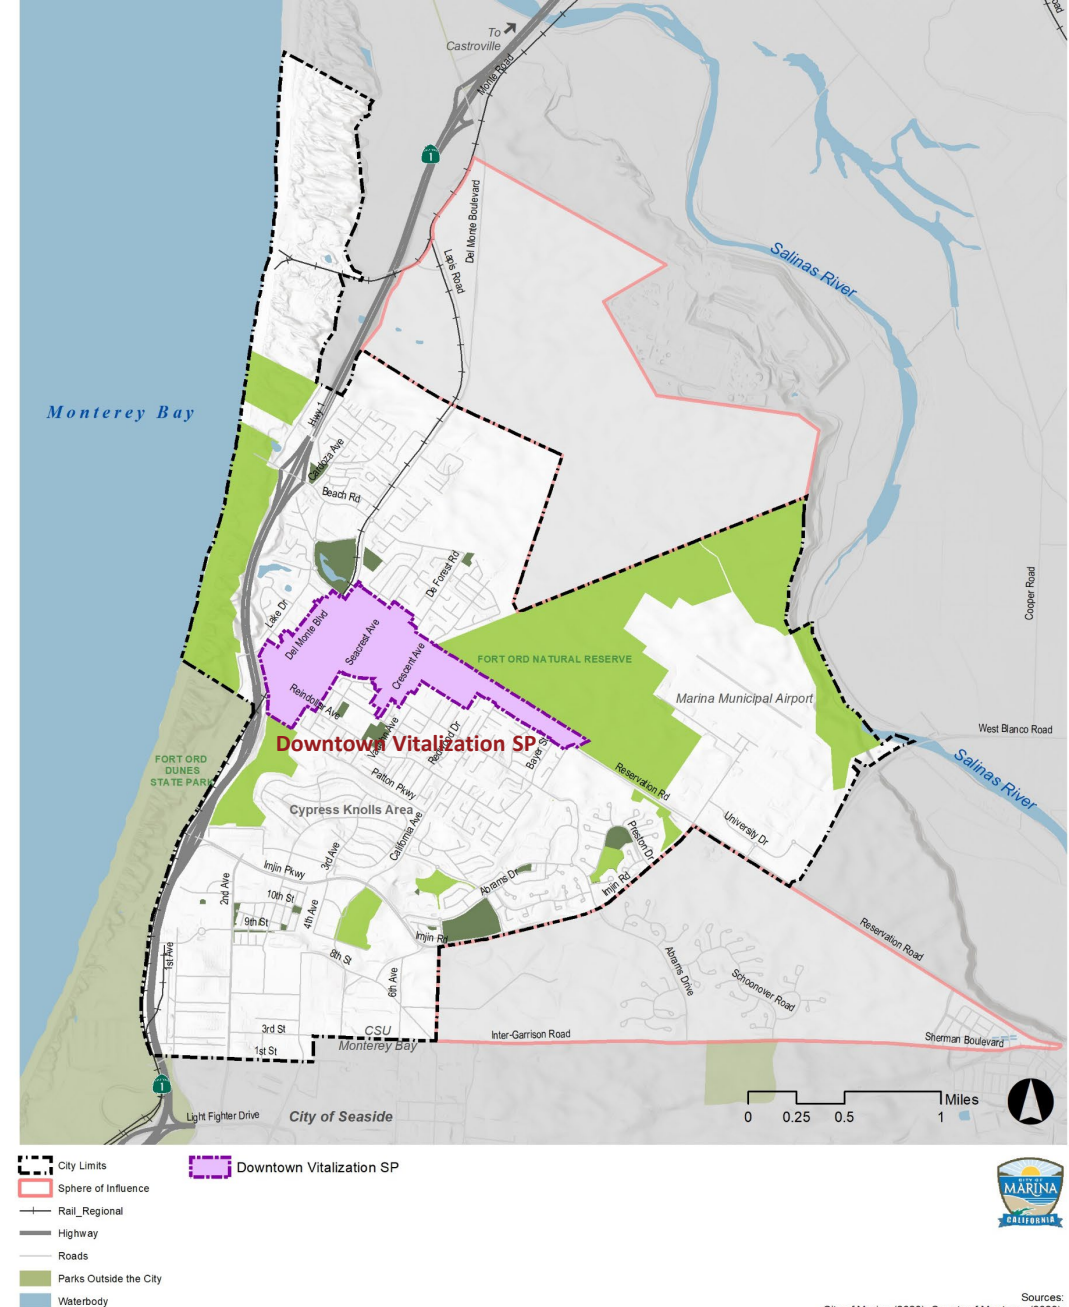 To
Castroville
Monte Road
1
Del Monte Boulevard
Lapis Road
Salinas River
Monterey Bay
Hwy 1
Cardoza Ave
Beach Rd
De Forest Rd
Cooper Road
Lake Dr
Del Monte Blvd
Seacrest Ave
Crescent Ave
FORT ORD NATURAL RESERVE
Reindollar Ave
Marina Municipal Airport
West Blanco Road
Downtown Vitalization SP
Bayer St
FORT ORD
DUNES
STATE PARK
Salinas River
Patton Pkwy
Reservation Rd
Cypress Knolls Area
California Ave
University Dr
Preston Dr
3rd Ave
Imjin Pkwy
2nd Ave
Abrams Dr
Imjin Rd
10th St
4th Ave
9th St
Imjin Rd
8th St
1st Ave
6th Ave
Reservation Road
Abrams Drive
Schoonover Road
3rd St
CSU
Monterey Bay
1st St
Inter-Garrison Road
Sherman Boulevard
1
Light Fighter Drive
City of Seaside
Miles
0 0.25 0.5 1
City Limits
Downtown Vitalization SP
Sphere of Influence
Rail_Regional
Highway
Roads
Parks Outside the City
Waterbody
CITY OF
MARINA
CALIFORNIA
Sources: